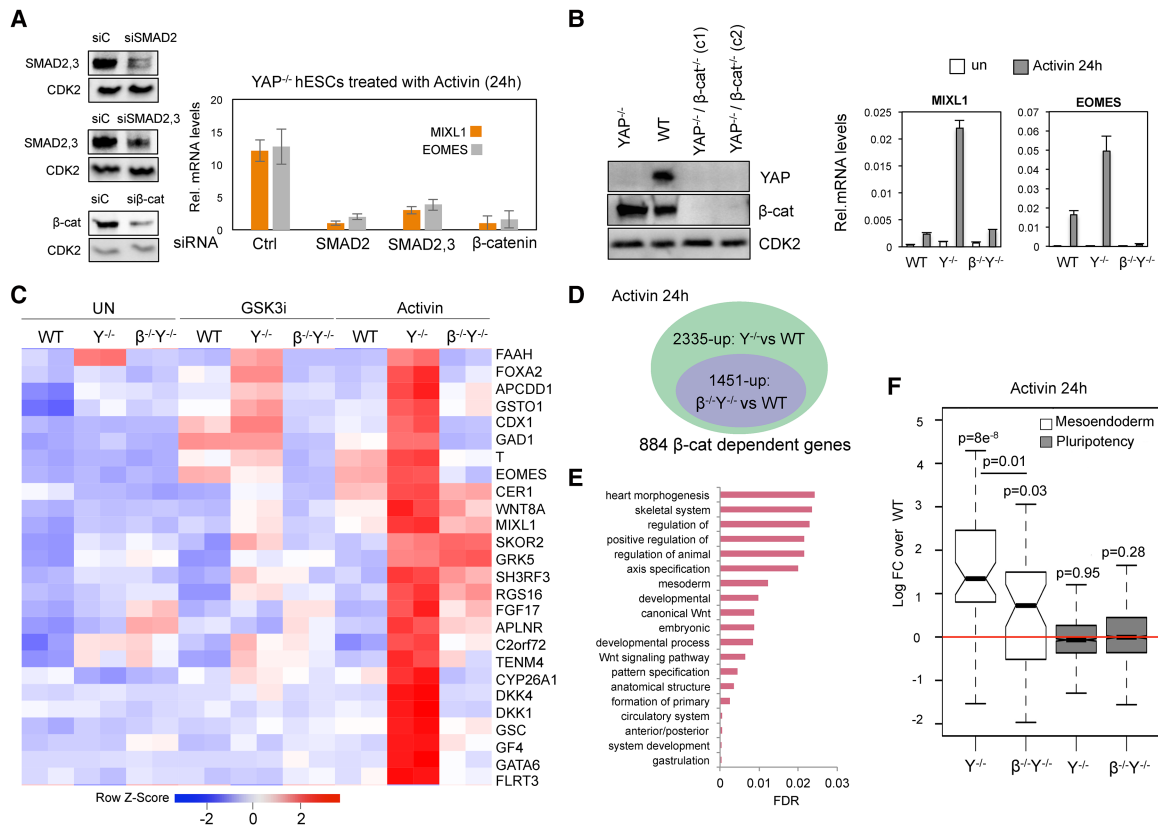 A
siC siSMAD2
SMAD2,3
CDK2
siC siSMAD2,3
SMAD2,3
CDK2
siC siβ-cat
β-cat
CDK2
YAP-/- hESCs treated with Activin (24h)
Rel. mRNA levels
20
15
10
5
0
MIXL1
EOMES
siRNA Ctrl SMAD2 SMAD2,3 β-catenin
B
YAP-/-
WT
YAP-/- / β-cat-/- (c1)
YAP-/- / β-cat-/- (c2)
YAP
β-cat
CDK2
un Activin 24h
MIXL1
Rel.mRNA levels
0.025
0.02
0.015
0.01
0.005
0
WT Y-/- β-/-Y-/-
EOMES
0.07
0.06
0.05
0.04
0.03
0.02
0.01
0
WT Y-/- β-/-Y-/-
C
UN GSK3i Activin
WT Y-/- β-/-Y-/- WT Y-/- β-/-Y-/- WT Y-/- β-/-Y-/-
FAAH
FOXA2
APCDD1
GSTO1
CDX1
GAD1
T
EOMES
CER1
WNT8A
MIXL1
SKOR2
GRK5
SH3RF3
RGS16
FGF17
APLNR
C2orf72
TENM4
CYP26A1
DKK4
DKK1
GSC
GF4
GATA6
FLRT3
Row Z-Score
-2 0 2
D
Activin 24h
2335-up: Y-/-vs WT
1451-up:
β-/-Y-/- vs WT
884 β-cat dependent genes
E
heart morphogenesis
skeletal system
regulation of
positive regulation of
regulation of animal
axis specification
mesoderm
developmental
canonical Wnt
embryonic
developmental process
Wnt signaling pathway
pattern specification
anatomical structure
formation of primary
circulatory system
anterior/posterior
system development
gastrulation
0 0.01 0.02 0.03
FDR
F
Activin 24h
Log FC over WT
5
4
3
2
1
0
-1
-2
Mesoendoderm
Pluripotency
p=8e-8
p=0.01
p=0.03
p=0.95
p=0.28
Y-/- β-/-Y-/- Y-/- β-/-Y-/-